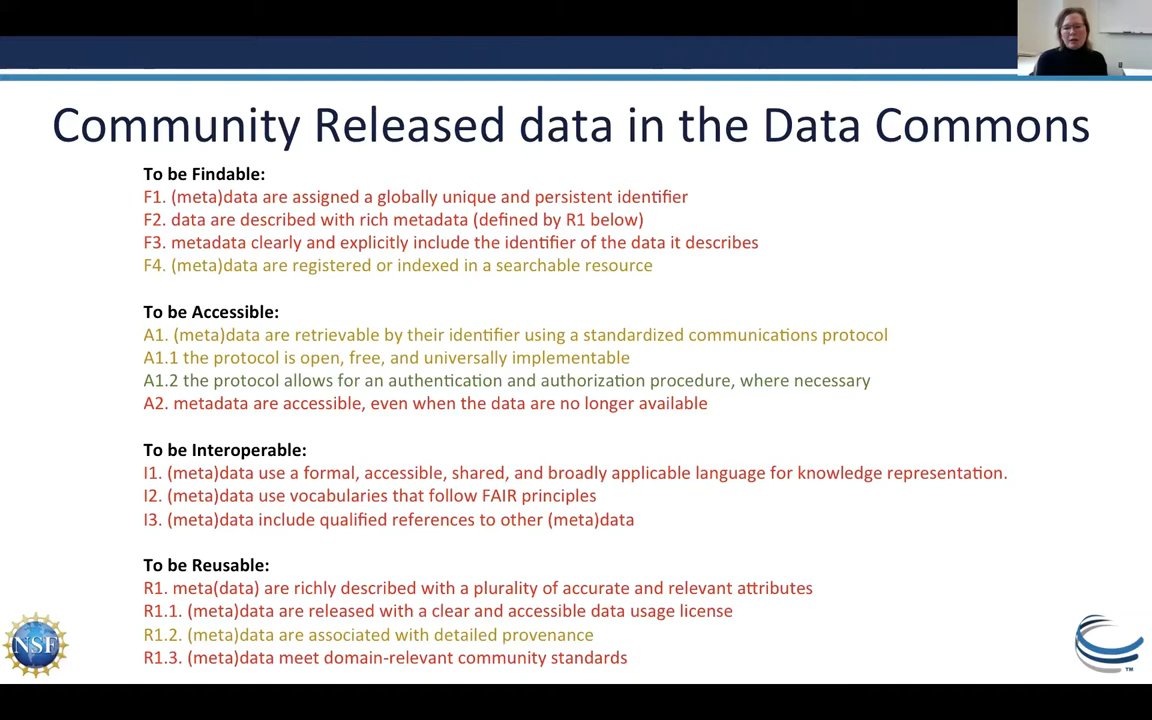 Community Released data in the Data Commons
To be Findable:
F1. (meta)data are assigned a globally unique and persistent identifier
F2. data are described with rich metadata (defined by R1 below)
F3. metadata clearly and explicitly include the identifier of the data it describes
F4. (meta)data are registered or indexed in a searchable resource
To be Accessible:
A1. (meta)data are retrievable by their identifier using a standardized communications protocol
A1.1 the protocol is open, free, and universally implementable
A1.2 the protocol allows for an authentication and authorization procedure, where necessary
A2. metadata are accessible, even when the data are no longer available
To be Interoperable:
I1. (meta)data use a formal, accessible, shared, and broadly applicable language for knowledge representation.
I2. (meta)data use vocabularies that follow FAIR principles
I3. (meta)data include qualified references to other (meta)data
To be Reusable:
R1. meta(data) are richly described with a plurality of accurate and relevant attributes
R1.1. (meta)data are released with a clear and accessible data usage license
R1.2. (meta)data are associated with detailed provenance
R1.3. (meta)data meet domain-relevant community standards
NSF
TM